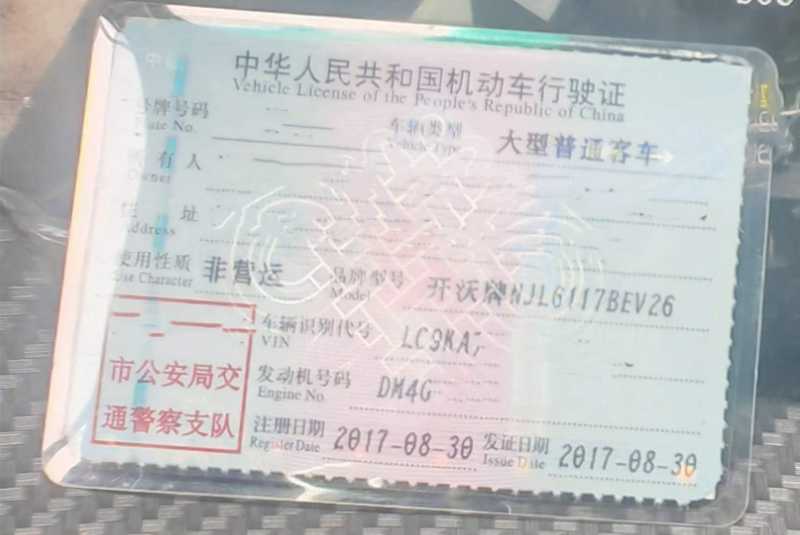 中华人民共和国机动车行驶证
Vehicle License of the People's Republic of China
号牌号码
Plate No.
车辆类型
Vehicle Type
大型普通客车
所有人
Owner
住 址
Address
使用性质
Use Character
非营运
品牌型号
Model
开沃牌NJL6117BEV26
市公安局交
通警察支队
车辆识别代号
VIN
LC9KA
发动机号码
Engine No.
DM4G
注册日期
Register Date
2017-08-30
发证日期
Issue Date
2017-08-30